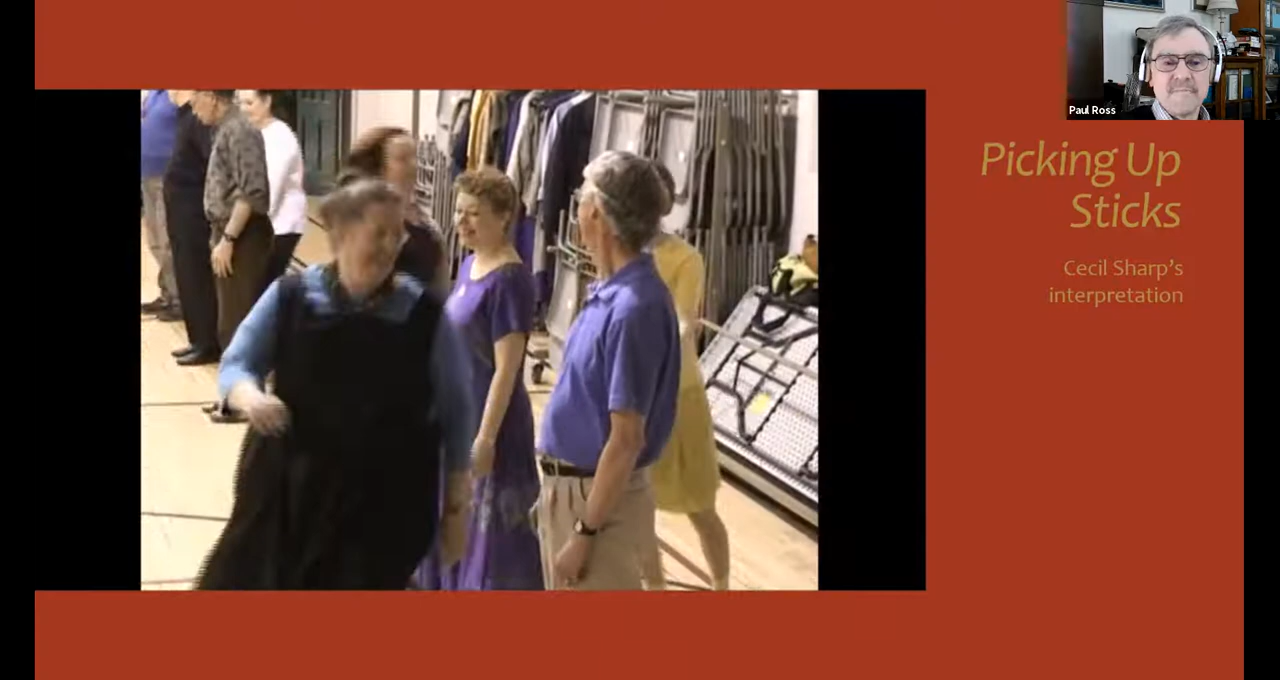 Paul Ross
Picking Up
Sticks
Cecil Sharp’s
interpretation